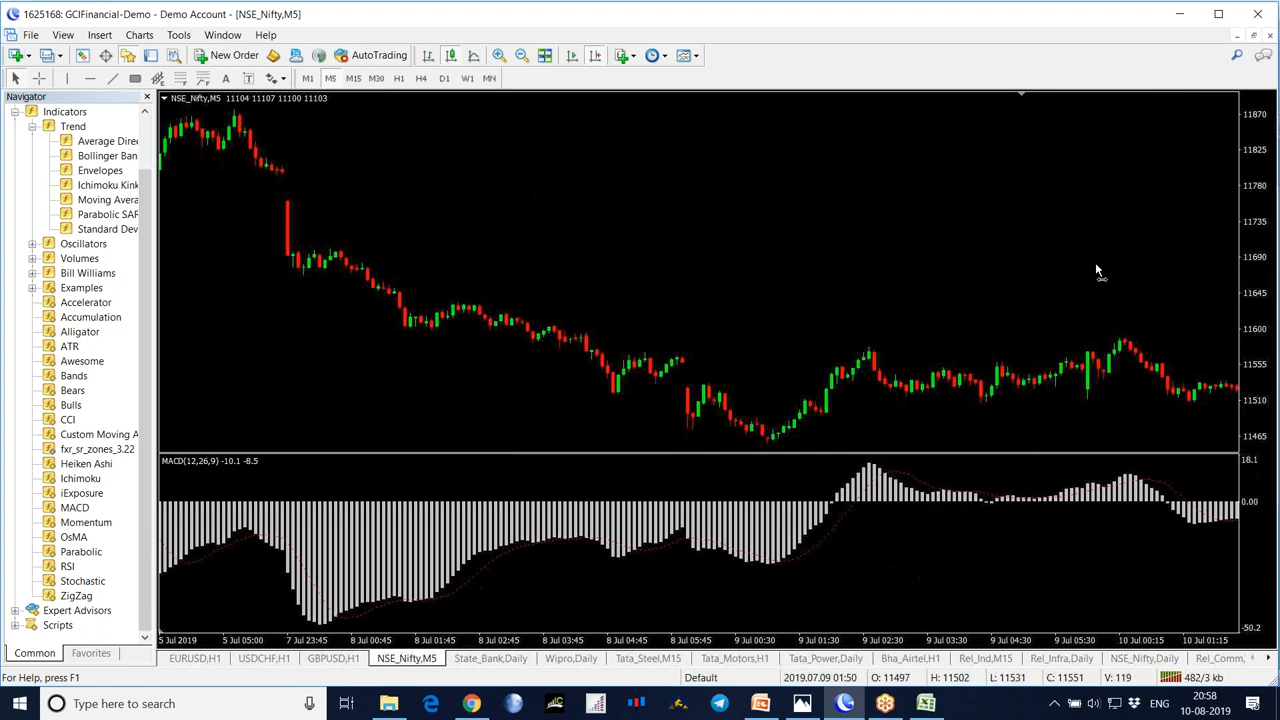 1625168: GCIFinancial-Demo - Demo Account - [NSE_Nifty,M5]
File View Insert Charts Tools Window Help
New Order AutoTrading
M1 M5 M15 M30 H1 H4 D1 W1 MN
Navigator
Indicators
Trend
Average Dire
Bollinger Ban
Envelopes
Ichimoku Kink
Moving Avera
Parabolic SAR
Standard Dev
Oscillators
Volumes
Bill Williams
Examples
Accelerator
Accumulation
Alligator
ATR
Awesome
Bands
Bears
Bulls
CCI
Custom Moving A
fxr_sr_zones_3.22
Heiken Ashi
Ichimoku
iExposure
MACD
Momentum
OsMA
Parabolic
RSI
Stochastic
ZigZag
Expert Advisors
Scripts
Common Favorites
NSE_Nifty,M5 11104 11107 11100 11103
11870
11825
11780
11735
11690
11645
11600
11555
11510
11465
MACD(12,26,9) -10.1 -8.5
18.1
0.00
-50.2
5 Jul 2019 5 Jul 05:00 7 Jul 23:45 8 Jul 00:45 8 Jul 01:45 8 Jul 02:45 8 Jul 03:45 8 Jul 04:45 8 Jul 05:45 9 Jul 00:30 9 Jul 01:30 9 Jul 02:30 9 Jul 03:30 9 Jul 04:30 9 Jul 05:30 10 Jul 00:15 10 Jul 01:15
EURUSD,H1 USDCHF,H1 GBPUSD,H1 NSE_Nifty,M5 State_Bank,Daily Wipro,Daily Tata_Steel,M15 Tata_Motors,H1 Tata_Power,Daily Bha_Airtel,H1 Rel_Ind,M15 Rel_Infra,Daily NSE_Nifty,Daily Rel_Comm,
For Help, press F1 Default 2019.07.09 01:50 O: 11497 H: 11502 L: 11531 C: 11551 V: 119 482/3 kb
Type here to search
ENG
20:58
10-08-2019